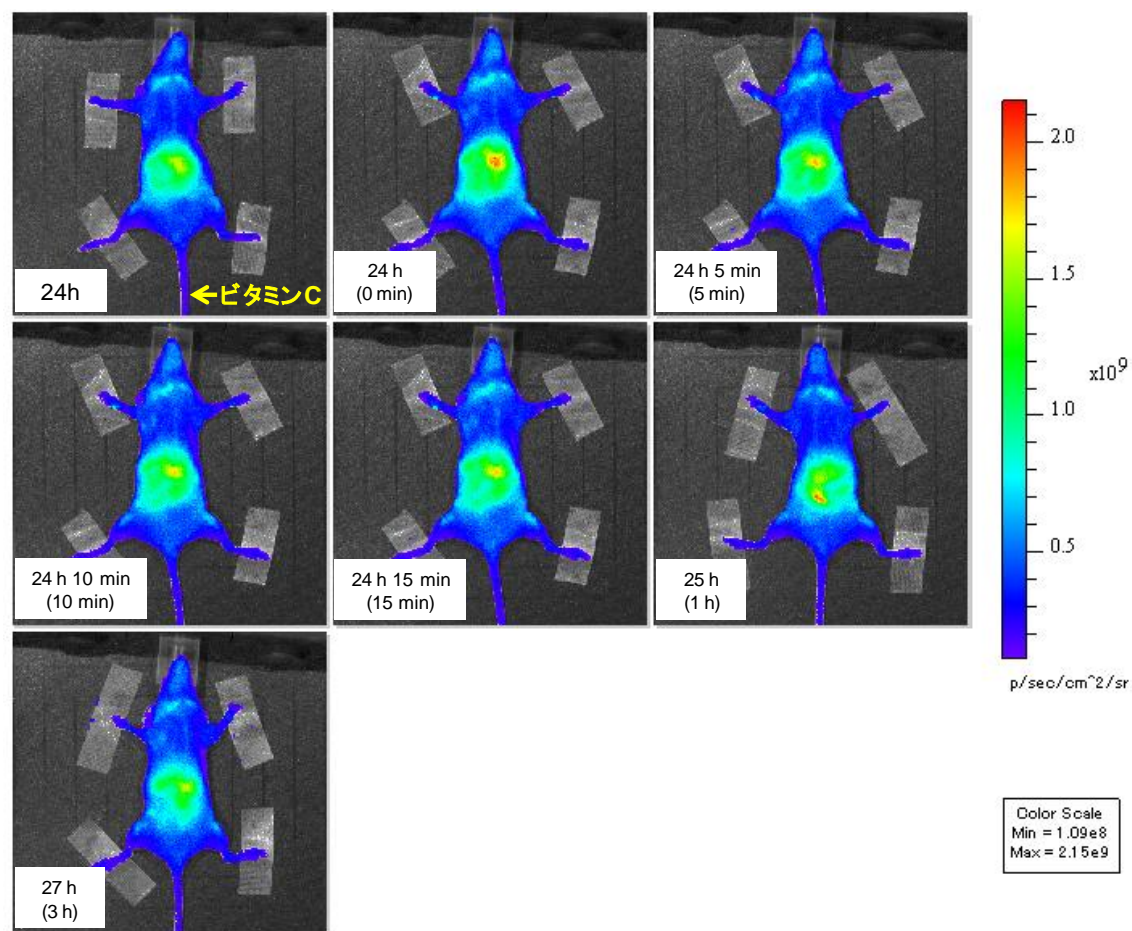 24h
←ビタミンC
24 h
(0 min)
24 h 5 min
(5 min)
24 h 10 min
(10 min)
24 h 15 min
(15 min)
25 h
(1 h)
27 h
(3 h)
2.0
1.5
x10^9
1.0
0.5
p/sec/cm^2/sr
Color Scale
Min = 1.09e8
Max = 2.15e9